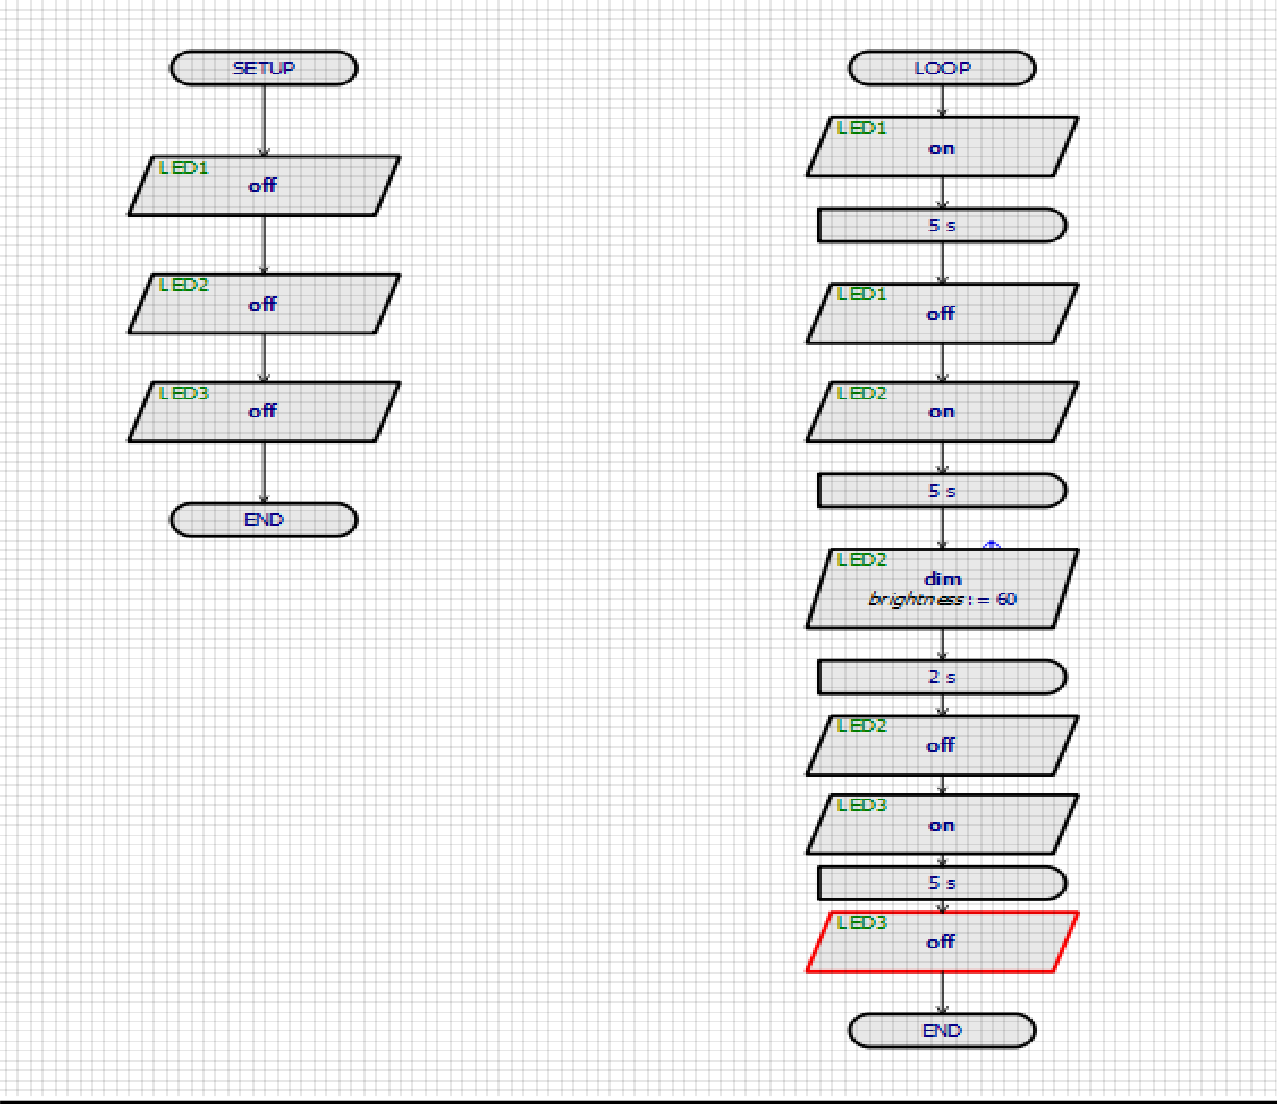 SETUP
LED1
off
LED2
off
LED3
off
END
LOOP
LED1
on
5 s
LED1
off
LED2
on
5 s
LED2
dim
brightness := 60
2 s
LED2
off
LED3
on
5 s
LED3
off
END